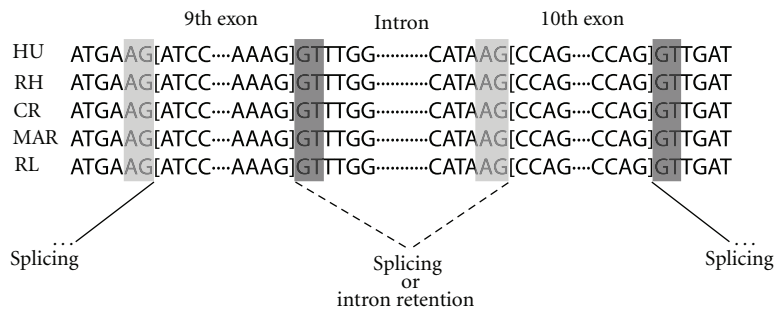 9th exon Intron 10th exon
HU ATGAAG[ATCC····AAAG]GTTTGG··········CATAAG[CCAG····CCAG]GTTGAT
RH ATGAAG[ATCC····AAAG]GTTTGG··········CATAAG[CCAG····CCAG]GTTGAT
CR ATGAAG[ATCC····AAAG]GTTTGG··········CATAAG[CCAG····CCAG]GTTGAT
MAR ATGAAG[ATCC····AAAG]GTTTGG··········CATAAG[CCAG····CCAG]GTTGAT
RL ATGAAG[ATCC····AAAG]GTTTGG··········CATAAG[CCAG····CCAG]GTTGAT
... ...
Splicing Splicing Splicing
or
intron retention